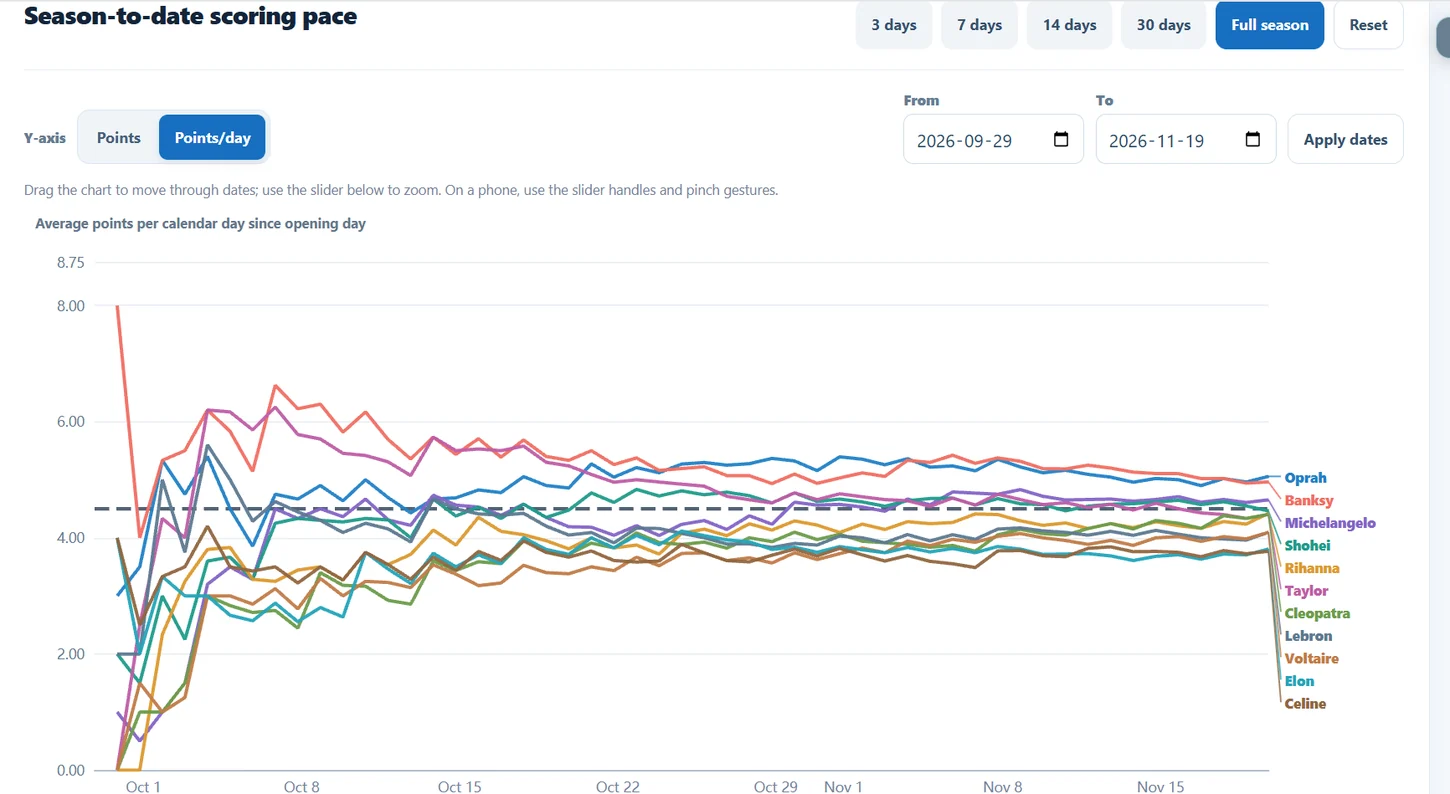 Season-to-date scoring pace
3 days 7 days 14 days 30 days Full season Reset
From To
Y-axis Points Points/day 2026-09-29 2026-11-19 Apply dates
Drag the chart to move through dates; use the slider below to zoom. On a phone, use the slider handles and pinch gestures.
Average points per calendar day since opening day
8.75
8.00
6.00
4.00
2.00
0.00
Oprah
Banksy
Michelangelo
Shohei
Rihanna
Taylor
Cleopatra
Lebron
Voltaire
Elon
Celine
Oct 1 Oct 8 Oct 15 Oct 22 Oct 29 Nov 1 Nov 8 Nov 15